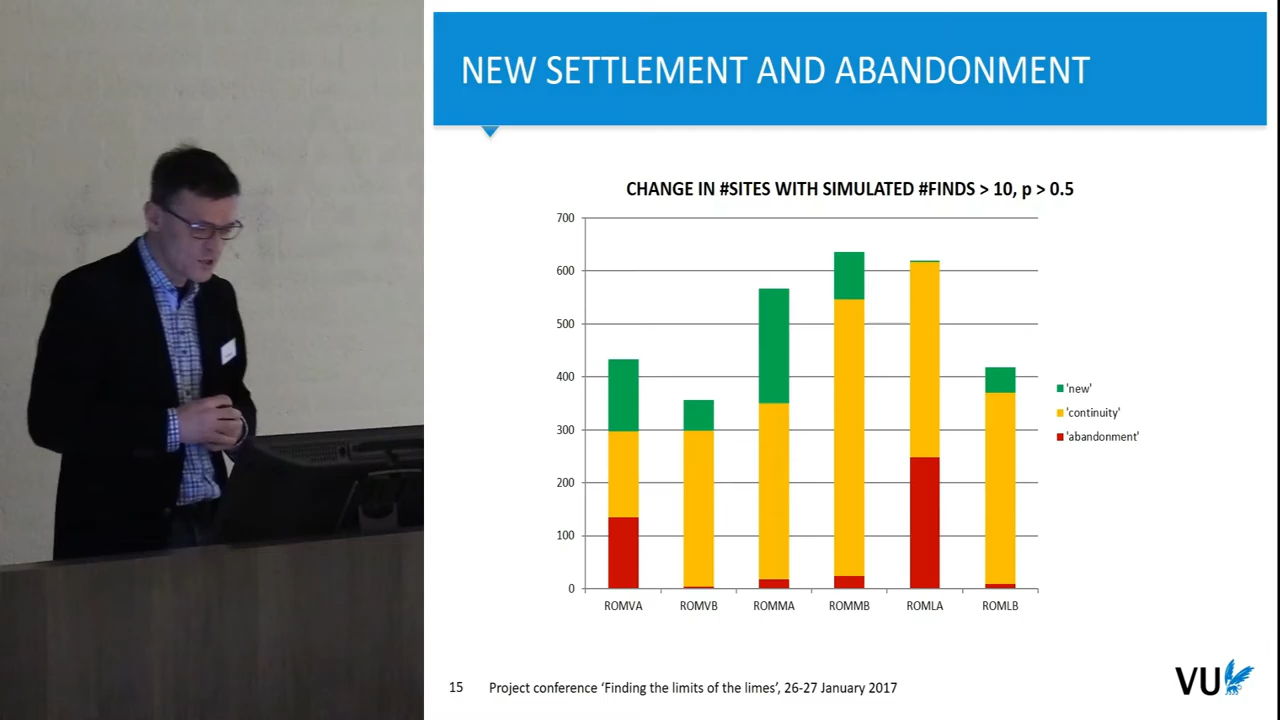 NEW SETTLEMENT AND ABANDONMENT
CHANGE IN #SITES WITH SIMULATED #FINDS > 10, p > 0.5
700
600
500
400
300
200
100
0
ROMVA ROMVB ROMMA ROMMB ROMLA ROMLB
'new'
'continuity'
'abandonment'
15 Project conference ‘Finding the limits of the limes’, 26-27 January 2017
VU